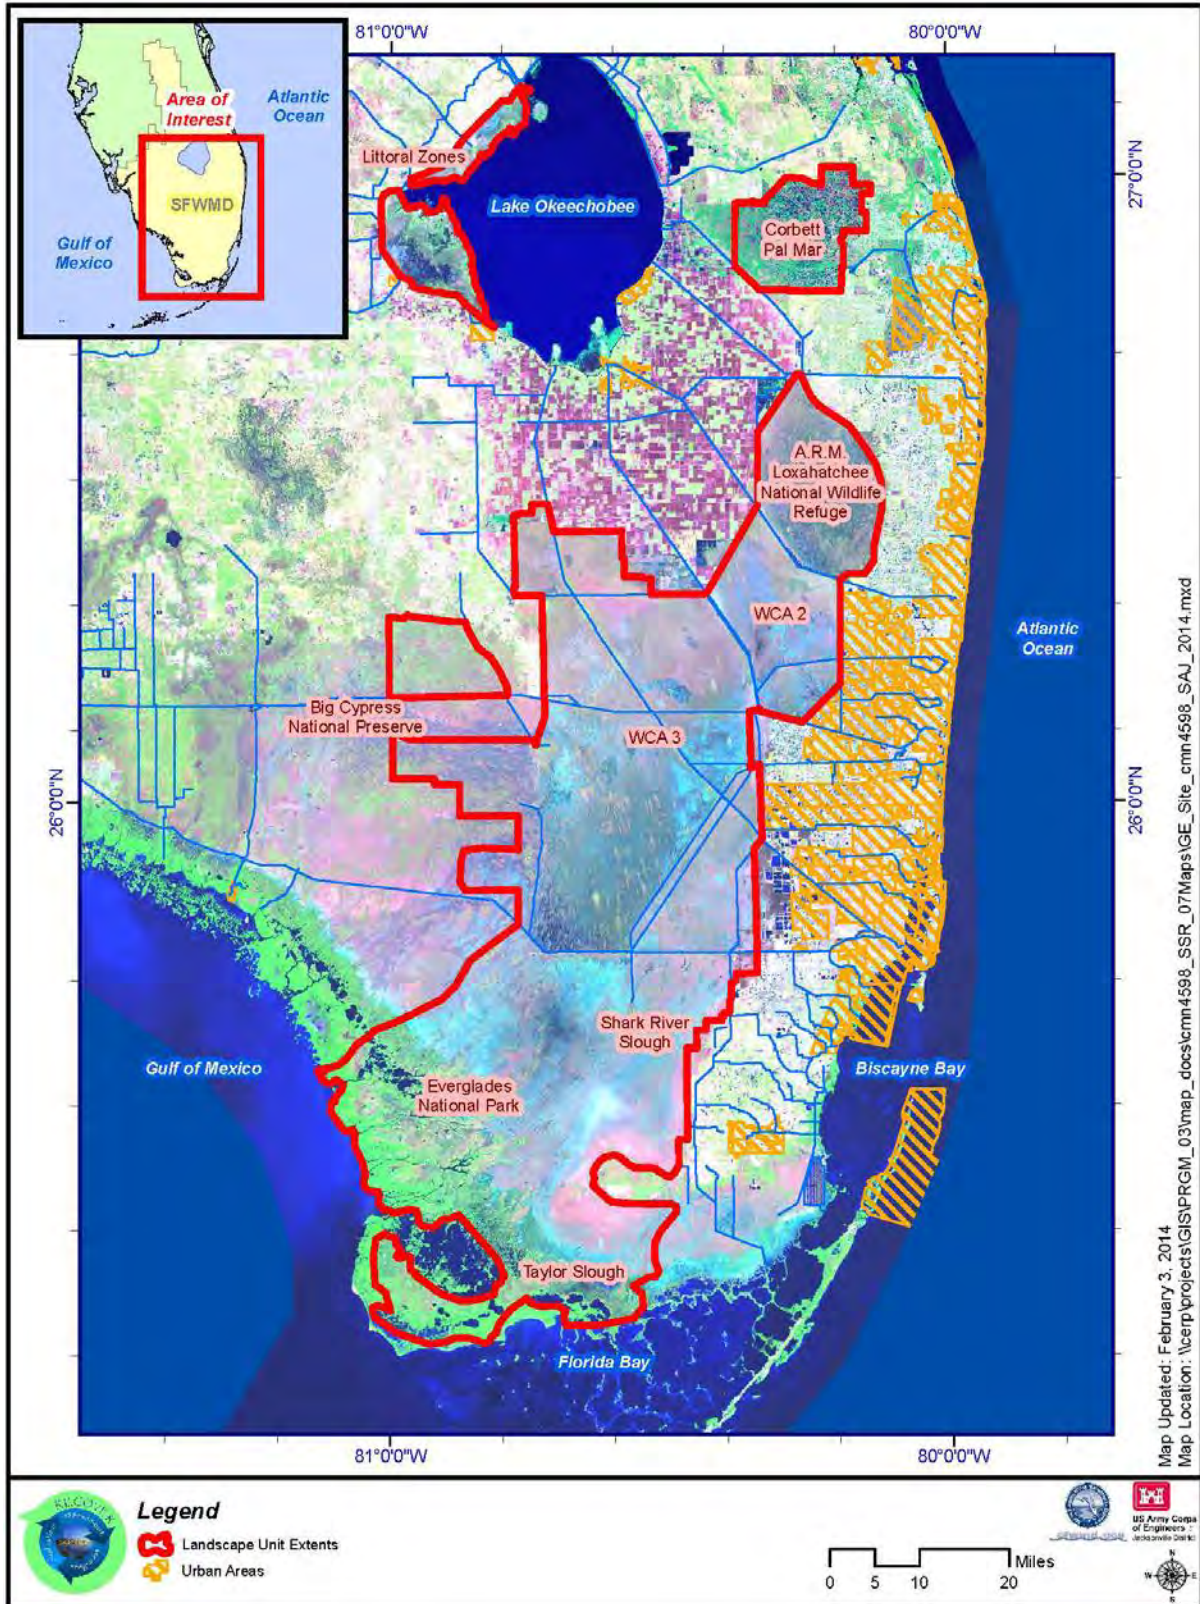 81°0'0"W
80°0'0"W
Area of
Interest
Atlantic
Ocean
SFWMD
Gulf of
Mexico
Littoral Zones
Lake Okeechobee
Corbett
Pal Mar
27°0'0"N
A.R.M.
Loxahatchee
National Wildlife
Refuge
WCA 2
Atlantic
Ocean
Big Cypress
National Preserve
WCA 3
26°0'0"N
26°0'0"N
Shark River
Slough
Gulf of Mexico
Biscayne Bay
Everglades
National Park
Taylor Slough
Florida Bay
81°0'0"W
80°0'0"W
Map Updated: February 3, 2014
Map Location: \\cerp\projects\GIS\PRGM_03\map_docs\cmn4598_SSR_07Maps\GE_Site_cmn4598_SAJ_2014.mxd
RECOVER
Legend
Landscape Unit Extents
Urban Areas
Miles
0 5 10 20
US Army Corps
of Engineers
Jacksonville District
N
W E
S